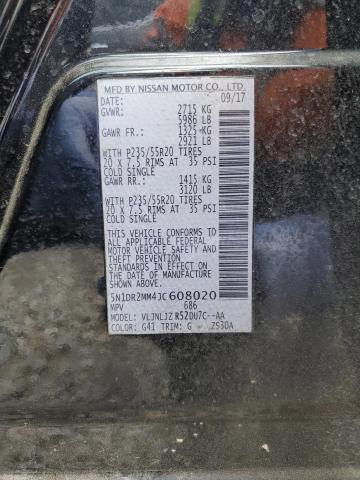 MFD BY NISSAN MOTOR CO., LTD.
DATE: 09/17
GVWR: 2715 KG
5986 LB
GAWR FR.: 1325 KG
2921 LB
WITH P235/55R20 TIRES
20 x 7.5 RIMS AT 35 PSI
COLD SINGLE
GAWR RR.: 1415 KG
3120 LB
WITH P235/55R20 TIRES
20 x 7.5 RIMS AT 35 PSI
COLD SINGLE
THIS VEHICLE CONFORMS TO ALL
APPLICABLE FEDERAL MOTOR
VEHICLE SAFETY AND BUMPER
STANDARDS IN EFFECT ON
THE DATE OF MANUFACTURE
SHOWN ABOVE.
5N1DR2MM4JC608020
MPV 686
MODEL: VLJNLJZ R52DU7C--AA
COLOR: G41 TRIM: G ZS30A